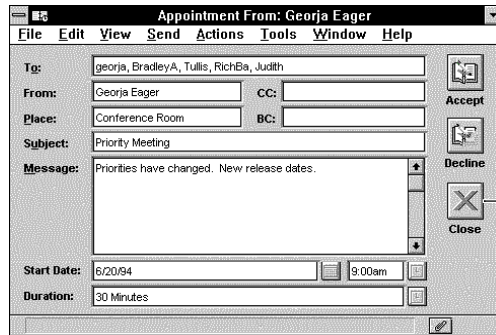 Appointment From: Georja Eager
File Edit View Send Actions Tools Window Help
To: georja, BradleyA, Tullis, RichBa, Judith
From: Georja Eager CC:
Accept
Place: Conference Room BC:
Subject: Priority Meeting
Decline
Message: Priorities have changed. New release dates.
Close
Start Date: 6/20/94 9:00am
Duration: 30 Minutes